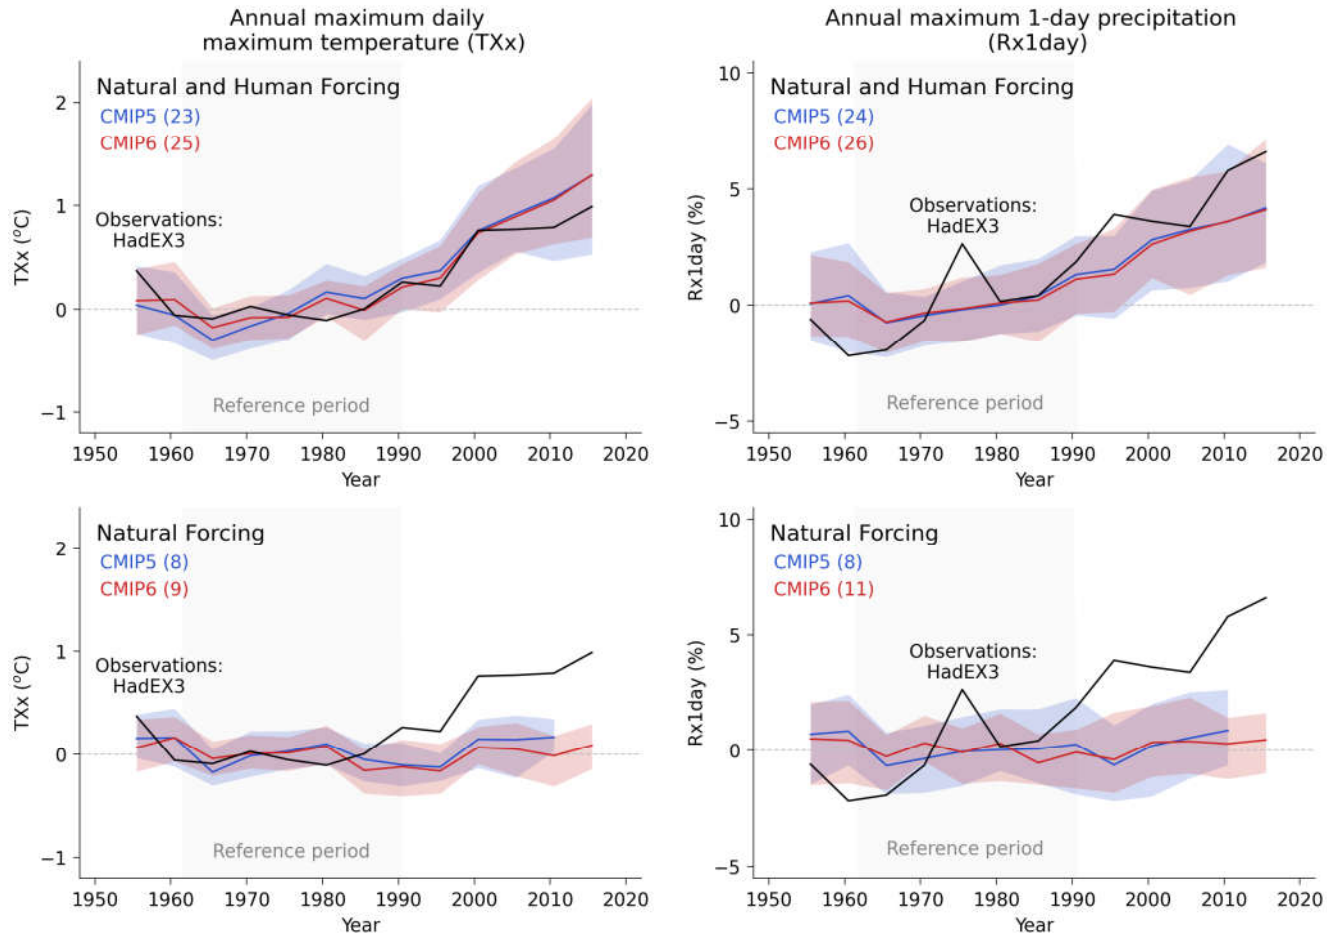 Annual maximum daily
maximum temperature (TXx)
Natural and Human Forcing
CMIP5 (23)
CMIP6 (25)
Observations:
HadEX3
Reference period
TXx (°C)
2
1
0
−1
1950 1960 1970 1980 1990 2000 2010 2020
Year
Annual maximum 1-day precipitation
(Rx1day)
Natural and Human Forcing
CMIP5 (24)
CMIP6 (26)
Observations:
HadEX3
Reference period
Rx1day (%)
10
5
0
−5
1950 1960 1970 1980 1990 2000 2010 2020
Year
Natural Forcing
CMIP5 (8)
CMIP6 (9)
Observations:
HadEX3
Reference period
TXx (°C)
2
1
0
−1
1950 1960 1970 1980 1990 2000 2010 2020
Year
Natural Forcing
CMIP5 (8)
CMIP6 (11)
Observations:
HadEX3
Reference period
Rx1day (%)
10
5
0
−5
1950 1960 1970 1980 1990 2000 2010 2020
Year